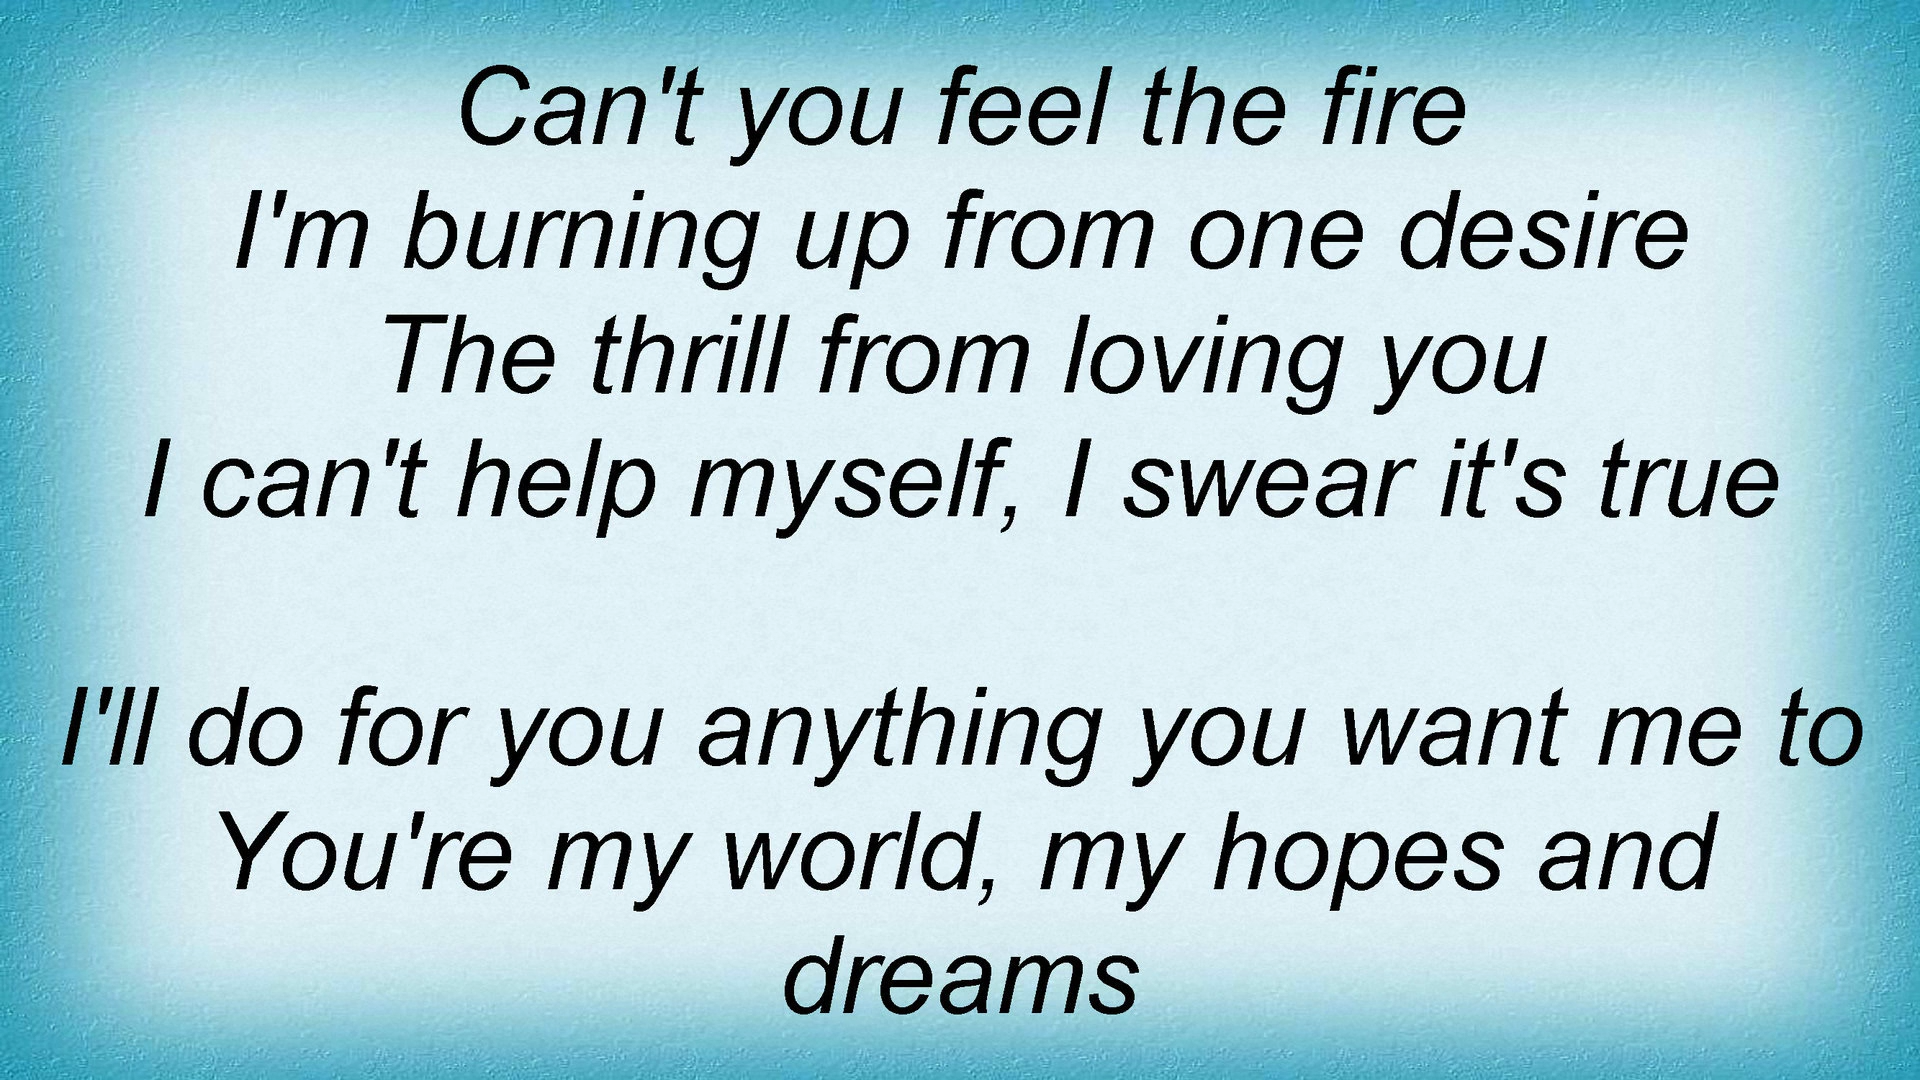 Can't you feel the fire
I'm burning up from one desire
The thrill from loving you
I can't help myself, I swear it's true
I'll do for you anything you want me to
You're my world, my hopes and
dreams